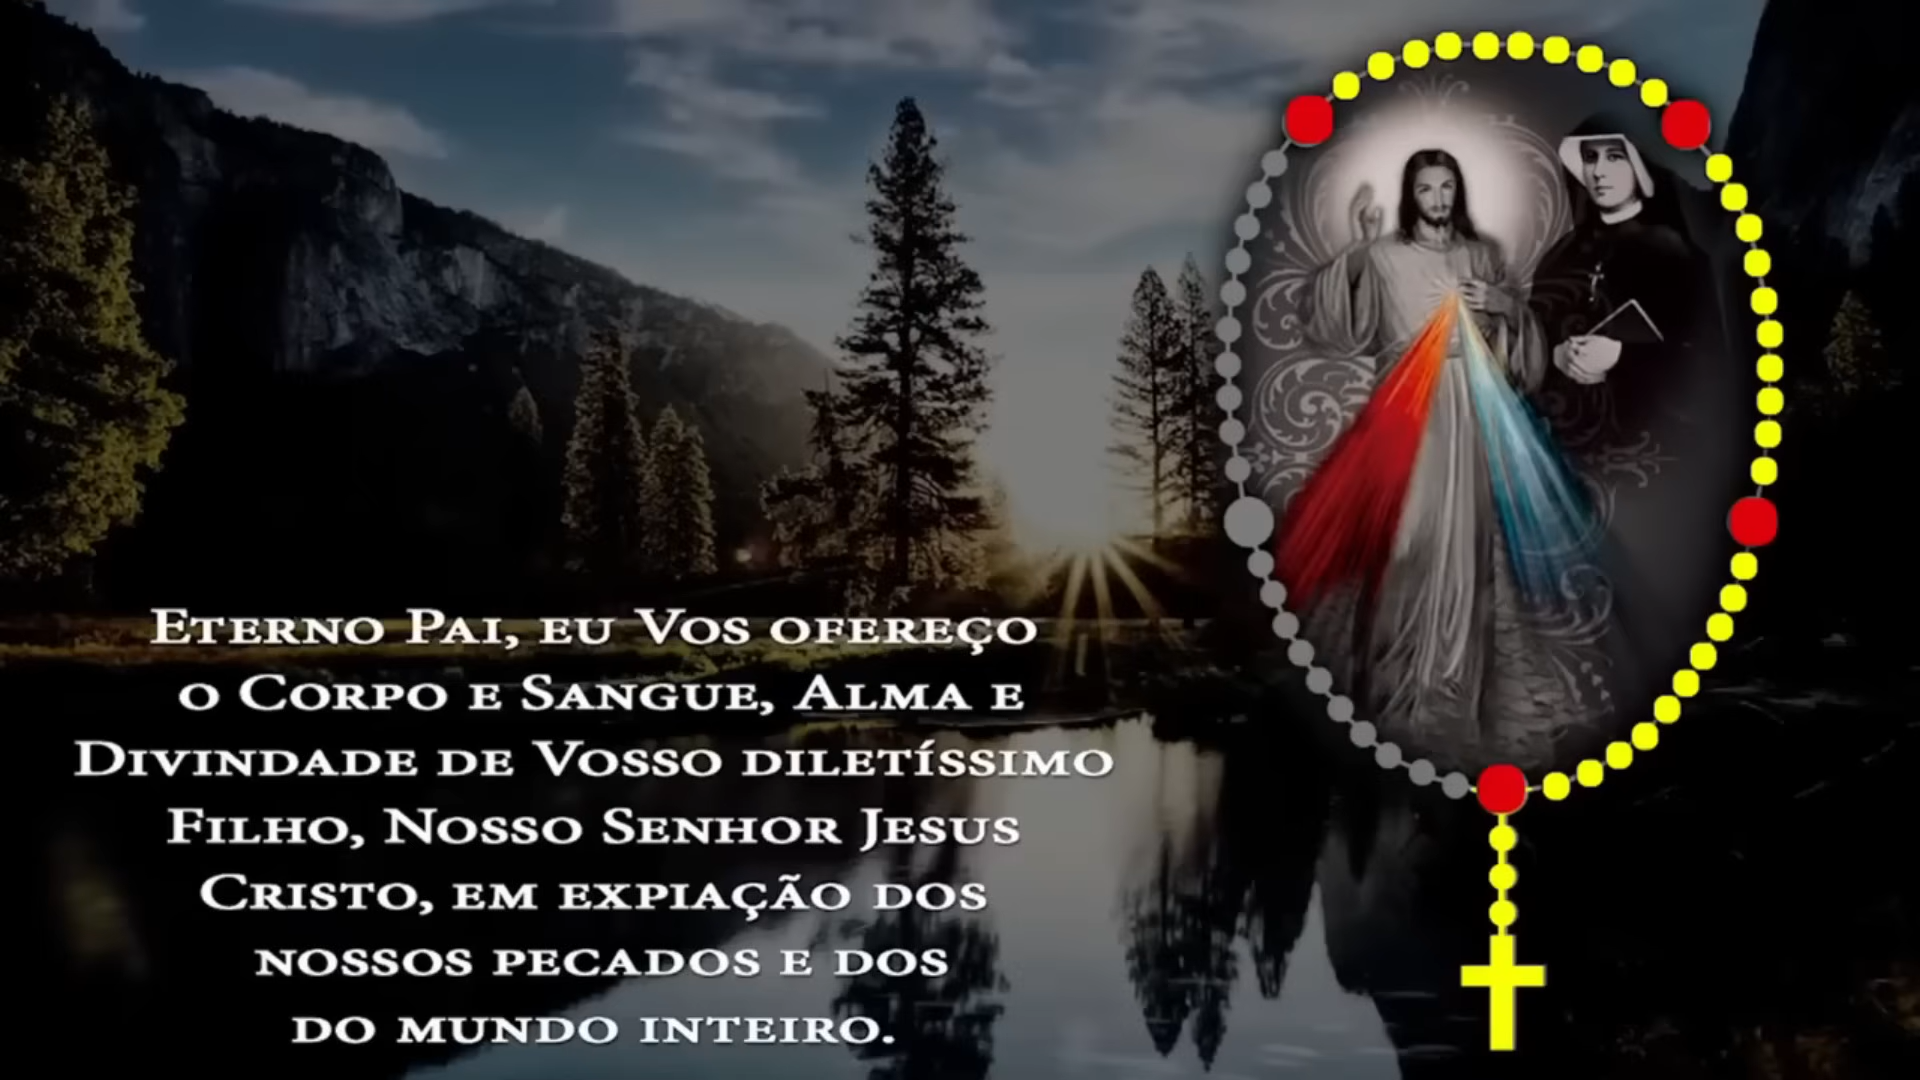 Eterno Pai, eu Vos ofereço
o Corpo e Sangue, Alma e
Divindade de Vosso diletíssimo
Filho, Nosso Senhor Jesus
Cristo, em expiação dos
nossos pecados e dos
do mundo inteiro.